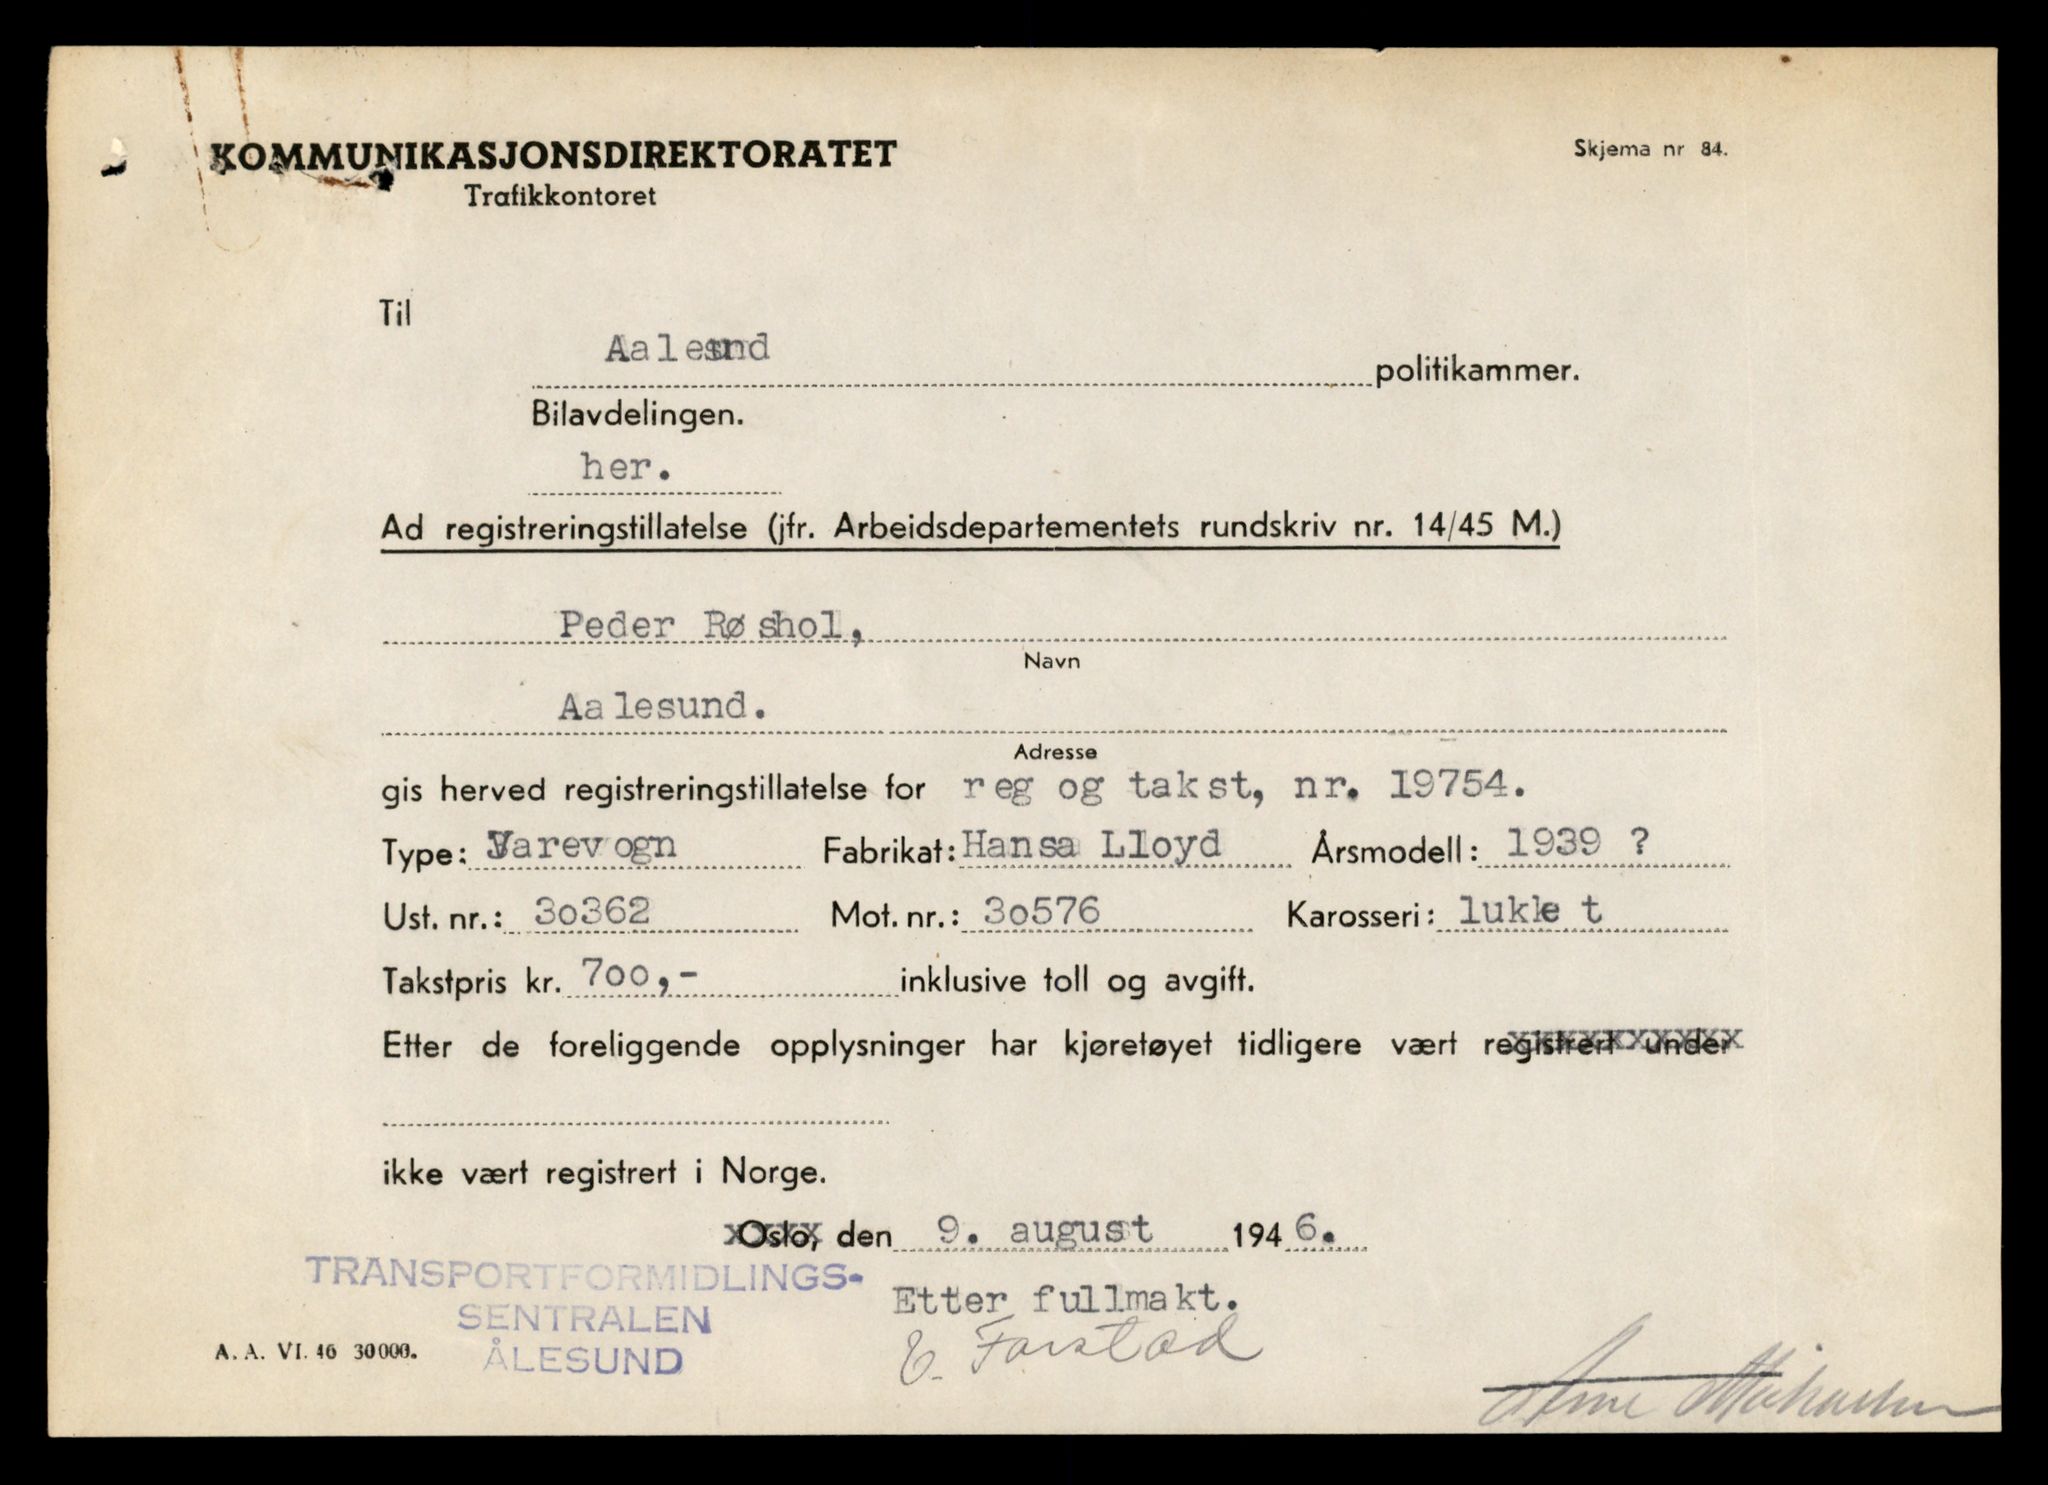 KOMMUNIKASJONSDIREKTORATET
Trafikkontoret
Skjema nr 84.
Til
Aalesund politikammer.
Bilavdelingen.
her.
Ad registreringstillatelse (jfr. Arbeidsdepartementets rundskriv nr. 14/45 M.)
Peder Røshol,
Navn
Aalesund.
Adresse
gis herved registreringstillatelse for reg og takst, nr. 19754.
Type: Varevogn Fabrikat: Hansa Lloyd Årsmodell: 1939 ?
Ust. nr.: 30362 Mot. nr.: 30576 Karosseri: lukket
Takstpris kr. 700,- inklusive toll og avgift.
Etter de foreliggende opplysninger har kjøretøyet tidligere vært registrert under
ikke vært registrert i Norge.
Oslo, den 9. august 1946.
TRANSPORTFORMIDLINGS-
SENTRALEN
ÅLESUND
Etter fullmakt.
E. Farstad
Arne
A. A. VI. 46 30000.